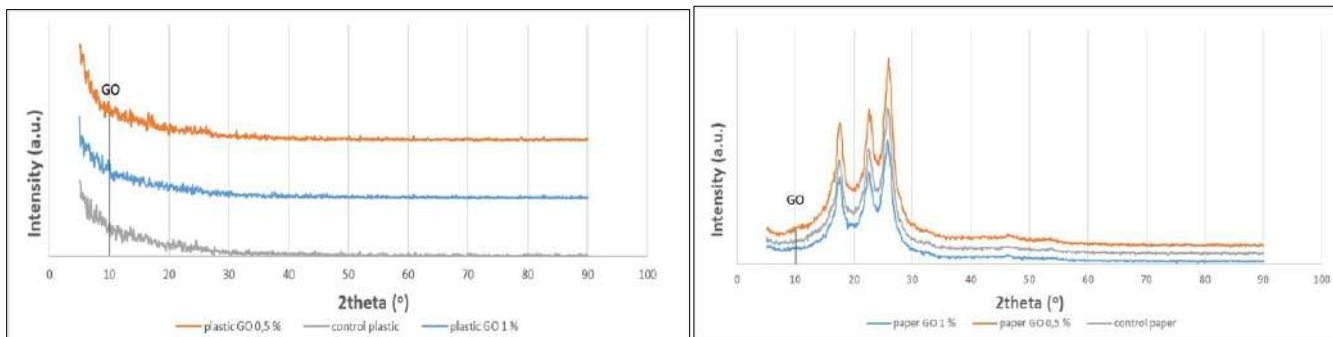 GO
Intensity (a.u.)
0 10 20 30 40 50 60 70 80 90 100
2theta (°)
plastic GO 0,5 % control plastic plastic GO 1 %
GO
Intensity (a.u.)
0 10 20 30 40 50 60 70 80 90 100
2theta (°)
paper GO 1 % paper GO 0,5 % control paper